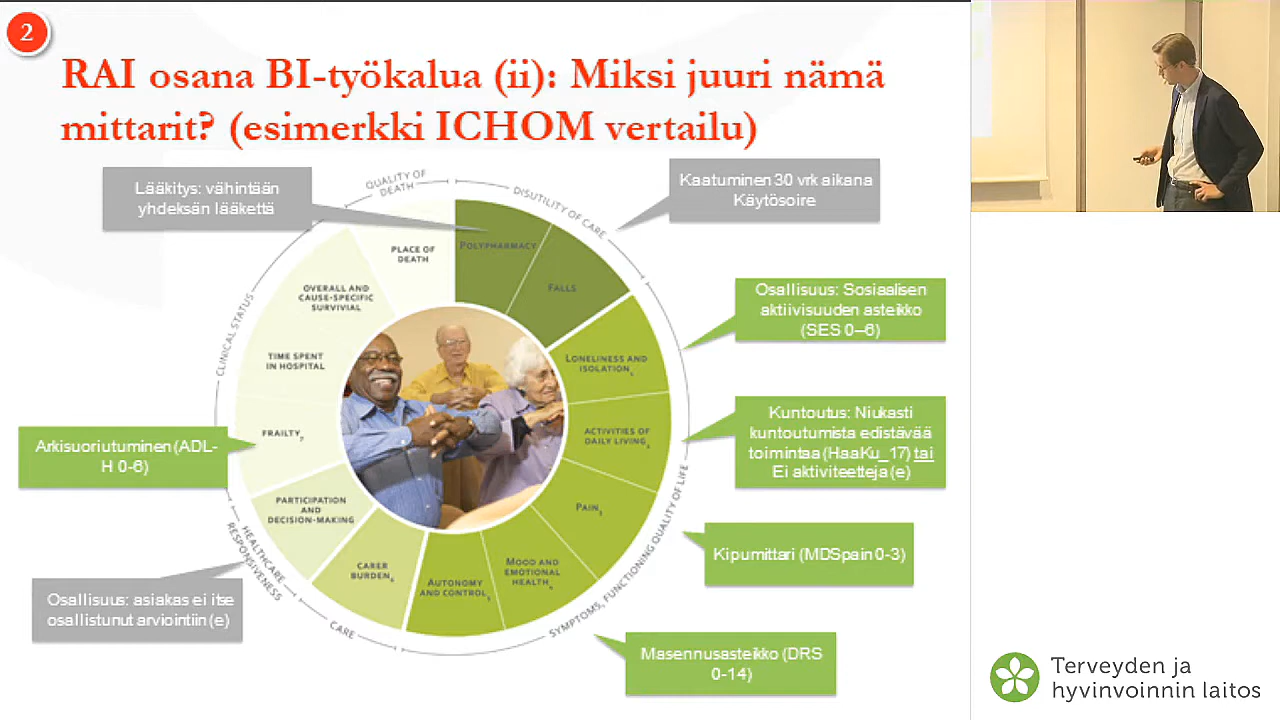 2
RAI osana BI-työkalua (ii): Miksi juuri nämä
mittarit? (esimerkki ICHOM vertailu)
Lääkitys: vähintään
yhdeksän lääkettä
Kaatuminen 30 vrk aikana
Käytösoire
Osallisuus: Sosiaalisen
aktiivisuuden asteikko
(SES 0–6)
Kuntoutus: Niukasti
kuntoutumista edistävää
toimintaa (HaaKu_17) tai
Ei aktiviteetteja (e)
Kipumittari (MDSpain 0-3)
Masennusasteikko (DRS
0-14)
Arkisuoriutuminen (ADL-
H 0-6)
Osallisuus: asiakas ei itse
osallistunut arviointiin (e)
QUALITY OF
DEATH
DISUTILITY OF CARE
SYMPTOMS, FUNCTIONING QUALITY OF LIFE
CARE
HEALTHCARE
RESPONSIVENESS
CLINICAL STATUS
POLYPHARMACY
FALLS
LONELINESS AND
ISOLATION
ACTIVITIES OF
DAILY LIVING
PAIN
MOOD AND
EMOTIONAL
HEALTH
AUTONOMY
AND CONTROL
CARER
BURDEN
PARTICIPATION
AND
DECISION-MAKING
FRAILTY
TIME SPENT
IN HOSPITAL
OVERALL AND
CAUSE-SPECIFIC
SURVIVIAL
PLACE OF
DEATH
Terveyden ja
hyvinvoinnin laitos